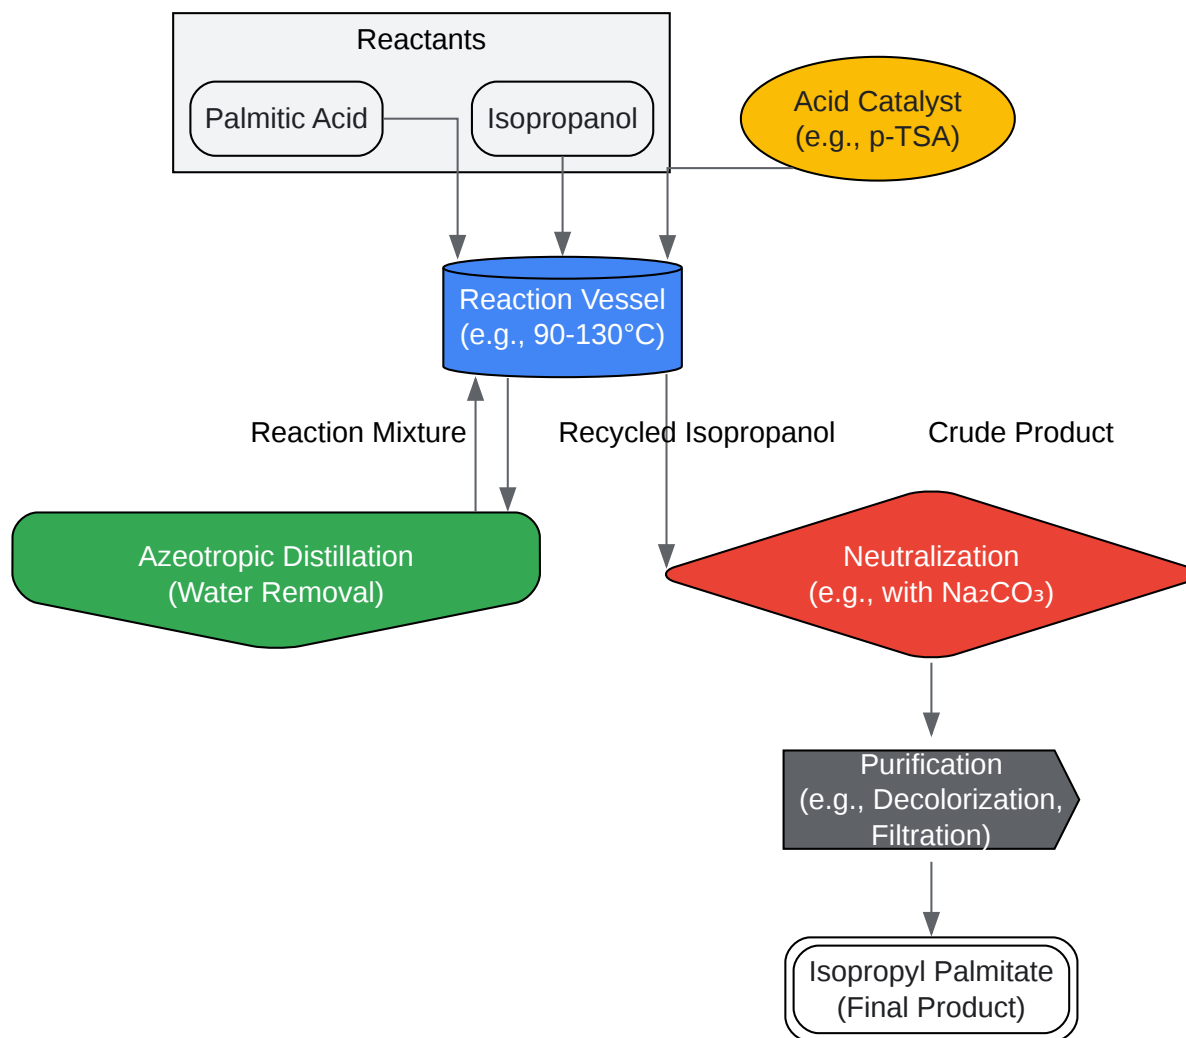 Reactants
Palmitic Acid
Isopropanol
Acid Catalyst
(e.g., p-TSA)
Reaction Vessel
(e.g., 90-130°C)
Reaction Mixture
Recycled Isopropanol
Crude Product
Azeotropic Distillation
(Water Removal)
Neutralization
(e.g., with Na₂CO₃)
Purification
(e.g., Decolorization,
Filtration)
Isopropyl Palmitate
(Final Product)